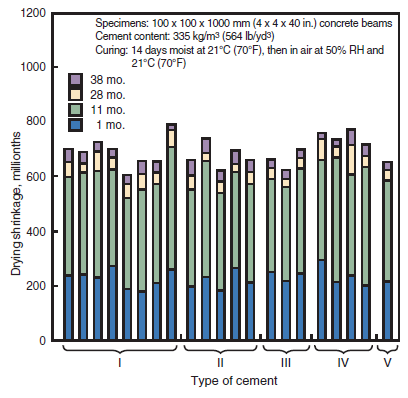 1200
Specimens: 100 x 100 x 1000 mm (4 x 4 x 40 in.) concrete beams
Cement content: 335 kg/m³ (564 lb/yd³)
Curing: 14 days moist at 21°C (70°F), then in air at 50% RH and
21°C (70°F)
1000
38 mo.
28 mo.
11 mo.
1 mo.
800
600
400
200
0
Drying shrinkage, millionths
I II III IV V
Type of cement